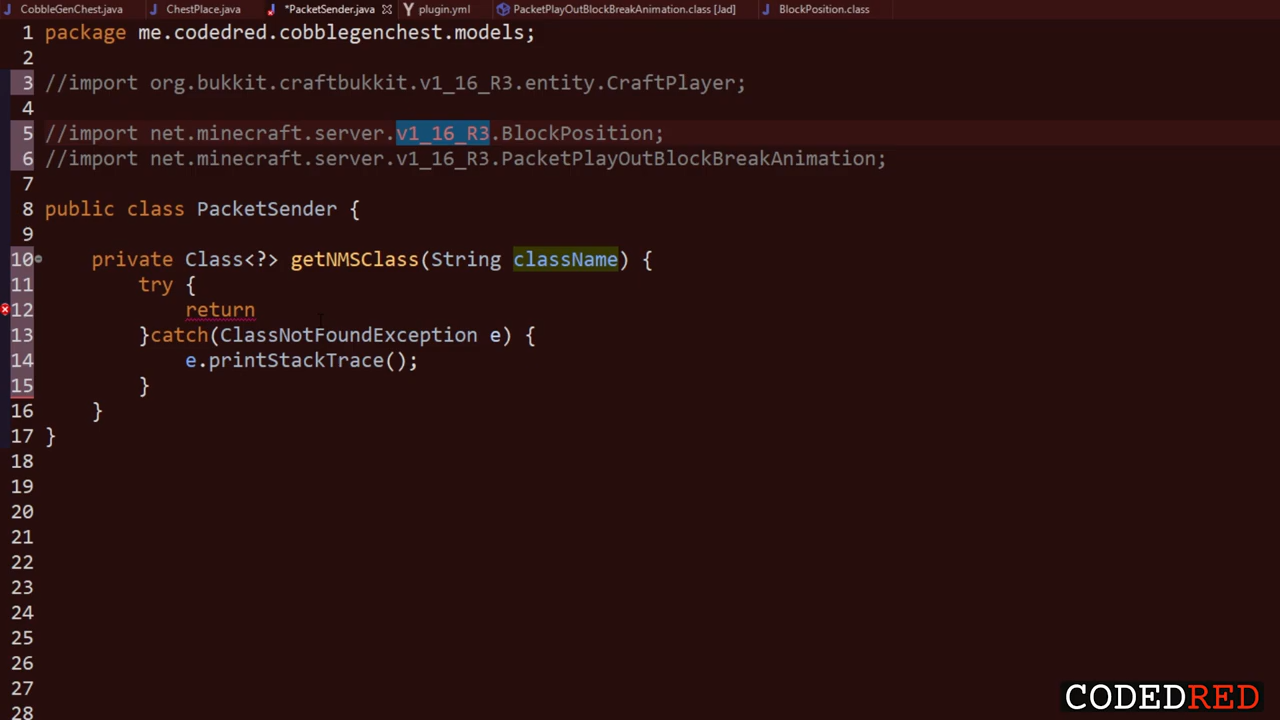 CobbleGenChest.java ChestPlace.java *PacketSender.java plugin.yml PacketPlayOutBlockBreakAnimation.class [Jad] BlockPosition.class
1 package me.codedred.cobblegenchest.models;
2
3 //import org.bukkit.craftbukkit.v1_16_R3.entity.CraftPlayer;
4
5 //import net.minecraft.server.v1_16_R3.BlockPosition;
6 //import net.minecraft.server.v1_16_R3.PacketPlayOutBlockBreakAnimation;
7
8 public class PacketSender {
9
10 private Class<?> getNMSClass(String className) {
11 try {
12 return
13 }catch(ClassNotFoundException e) {
14 e.printStackTrace();
15 }
16 }
17 }
18
19
20
21
22
23
24
25
26
27
28
CODEDRED